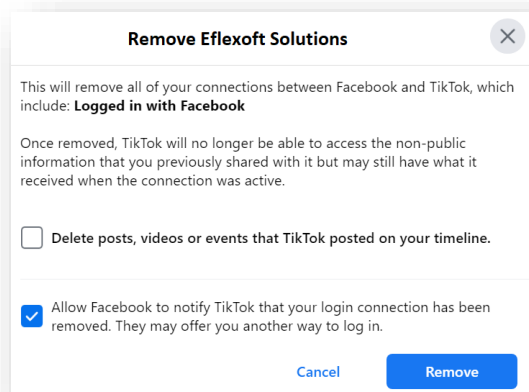 Remove Eflexoft Solutions
This will remove all of your connections between Facebook and TikTok, which
include: Logged in with Facebook
Once removed, TikTok will no longer be able to access the non-public
information that you previously shared with it but may still have what it
received when the connection was active.
Delete posts, videos or events that TikTok posted on your timeline.
Allow Facebook to notify TikTok that your login connection has been
removed. They may offer you another way to log in.
Cancel
Remove